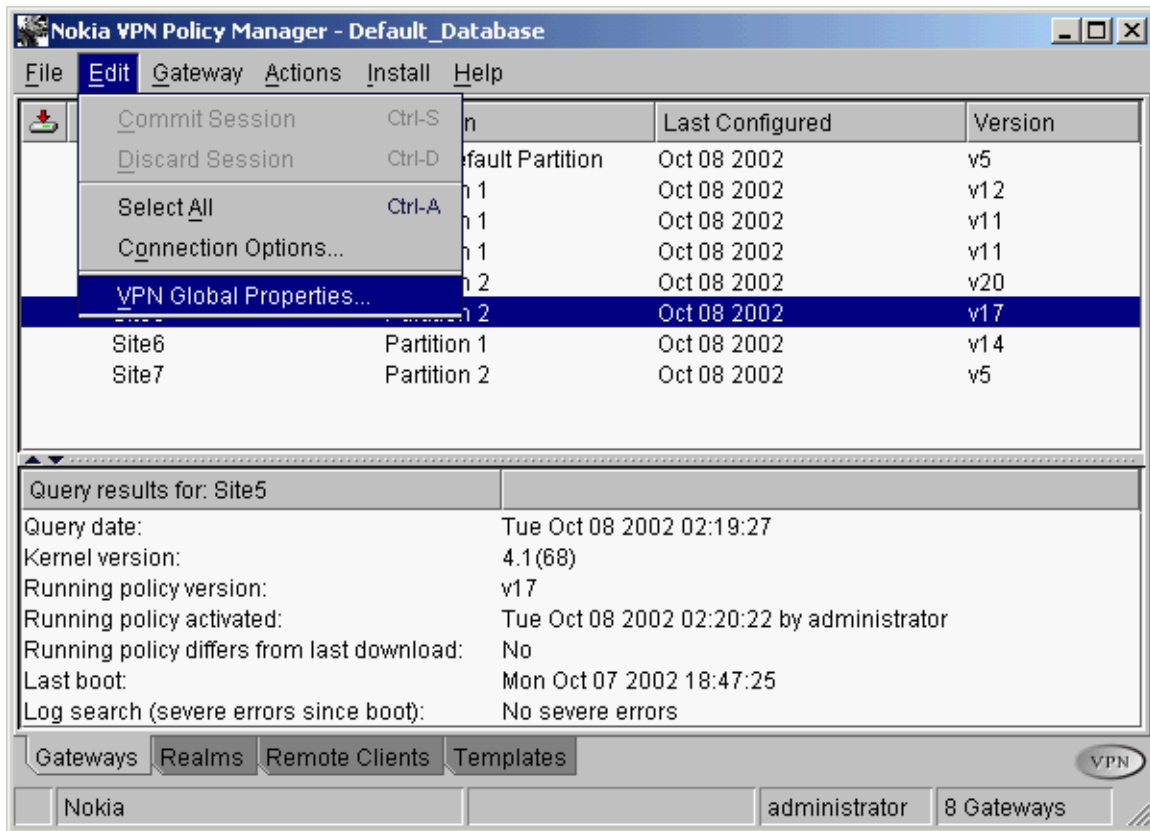 Nokia VPN Policy Manager - Default_Database
File Edit Gateway Actions Install Help
Last Configured Version
Commit Session Ctrl-S
Discard Session Ctrl-D
Select All Ctrl-A
Connection Options...
VPN Global Properties...
Partition Oct 08 2002 v5
1 Oct 08 2002 v12
1 Oct 08 2002 v11
1 Oct 08 2002 v11
2 Oct 08 2002 v20
2 Oct 08 2002 v17
Site6 Partition 1 Oct 08 2002 v14
Site7 Partition 2 Oct 08 2002 v5
Query results for: Site5
Query date: Tue Oct 08 2002 02:19:27
Kernel version: 4.1(68)
Running policy version: v17
Running policy activated: Tue Oct 08 2002 02:20:22 by administrator
Running policy differs from last download: No
Last boot: Mon Oct 07 2002 18:47:25
Log search (severe errors since boot): No severe errors
Gateways Realms Remote Clients Templates VPN
Nokia administrator 8 Gateways